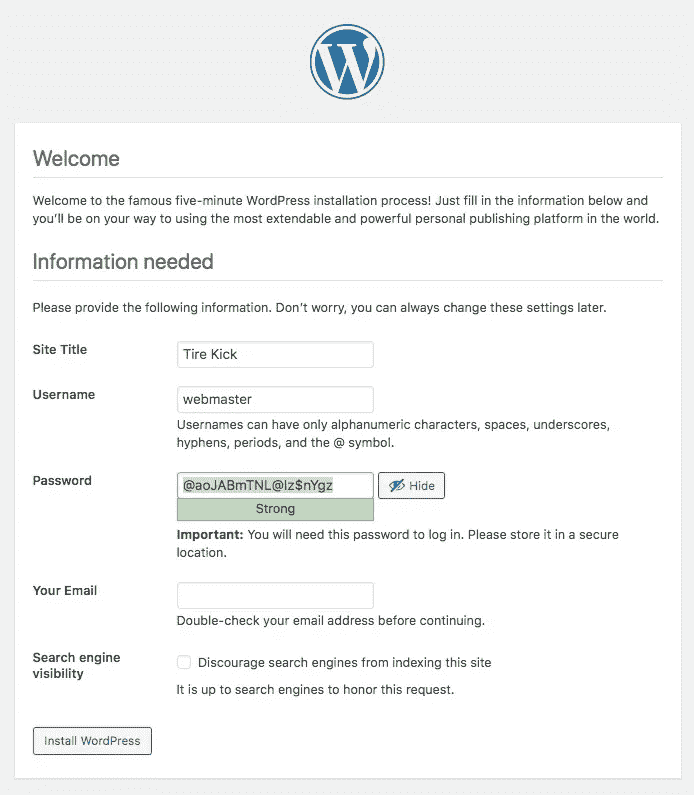 Welcome
Welcome to the famous five-minute WordPress installation process! Just fill in the information below and
you’ll be on your way to using the most extendable and powerful personal publishing platform in the world.
Information needed
Please provide the following information. Don’t worry, you can always change these settings later.
Site Title
Tire Kick
Username
webmaster
Usernames can have only alphanumeric characters, spaces, underscores,
hyphens, periods, and the @ symbol.
Password
@aoJABmTNL@Iz$nYgz
Hide
Strong
Important: You will need this password to log in. Please store it in a secure
location.
Your Email
Double-check your email address before continuing.
Search engine
visibility
Discourage search engines from indexing this site
It is up to search engines to honor this request.
Install WordPress